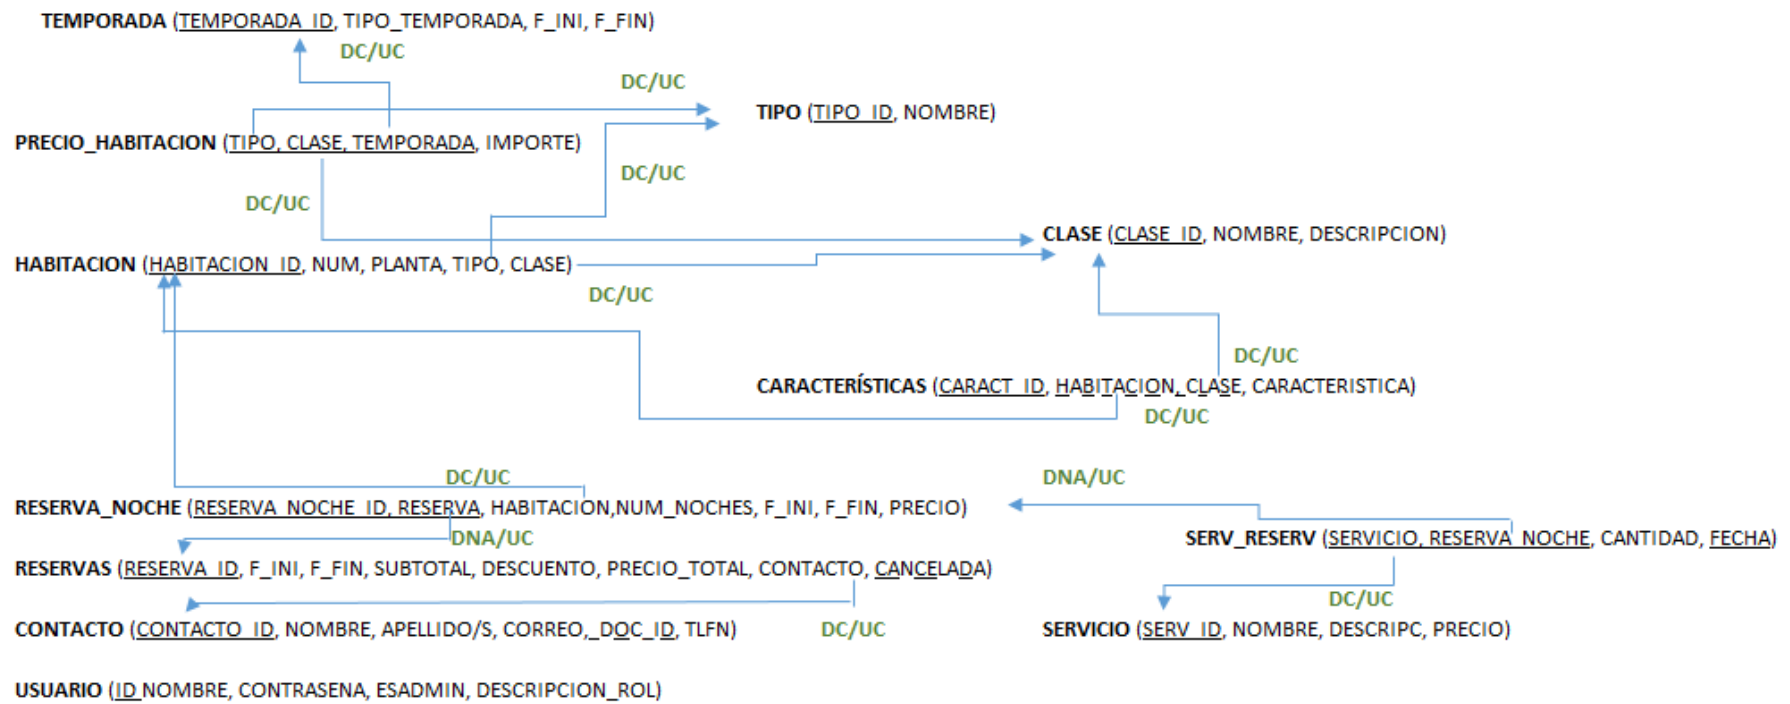 TEMPORADA (TEMPORADA_ID, TIPO_TEMPORADA, F_INI, F_FIN)
DC/UC
DC/UC
TIPO (TIPO_ID, NOMBRE)
PRECIO_HABITACION (TIPO, CLASE, TEMPORADA, IMPORTE)
DC/UC
DC/UC
CLASE (CLASE_ID, NOMBRE, DESCRIPCION)
HABITACION (HABITACION_ID, NUM, PLANTA, TIPO, CLASE)
DC/UC
DC/UC
CARACTERÍSTICAS (CARACT_ID, HABITACION, CLASE, CARACTERISTICA)
DC/UC
DC/UC
DNA/UC
RESERVA_NOCHE (RESERVA_NOCHE_ID, RESERVA, HABITACION,NUM_NOCHES, F_INI, F_FIN, PRECIO)
DNA/UC
SERV_RESERV (SERVICIO, RESERVA_NOCHE, CANTIDAD, FECHA)
RESERVAS (RESERVA_ID, F_INI, F_FIN, SUBTOTAL, DESCUENTO, PRECIO_TOTAL, CONTACTO, CANCELADA)
DC/UC
CONTACTO (CONTACTO_ID, NOMBRE, APELLIDO/S, CORREO, DOC_ID, TLFN)
DC/UC
SERVICIO (SERV_ID, NOMBRE, DESCRIPC, PRECIO)
USUARIO (ID NOMBRE, CONTRASENA, ESADMIN, DESCRIPCION_ROL)